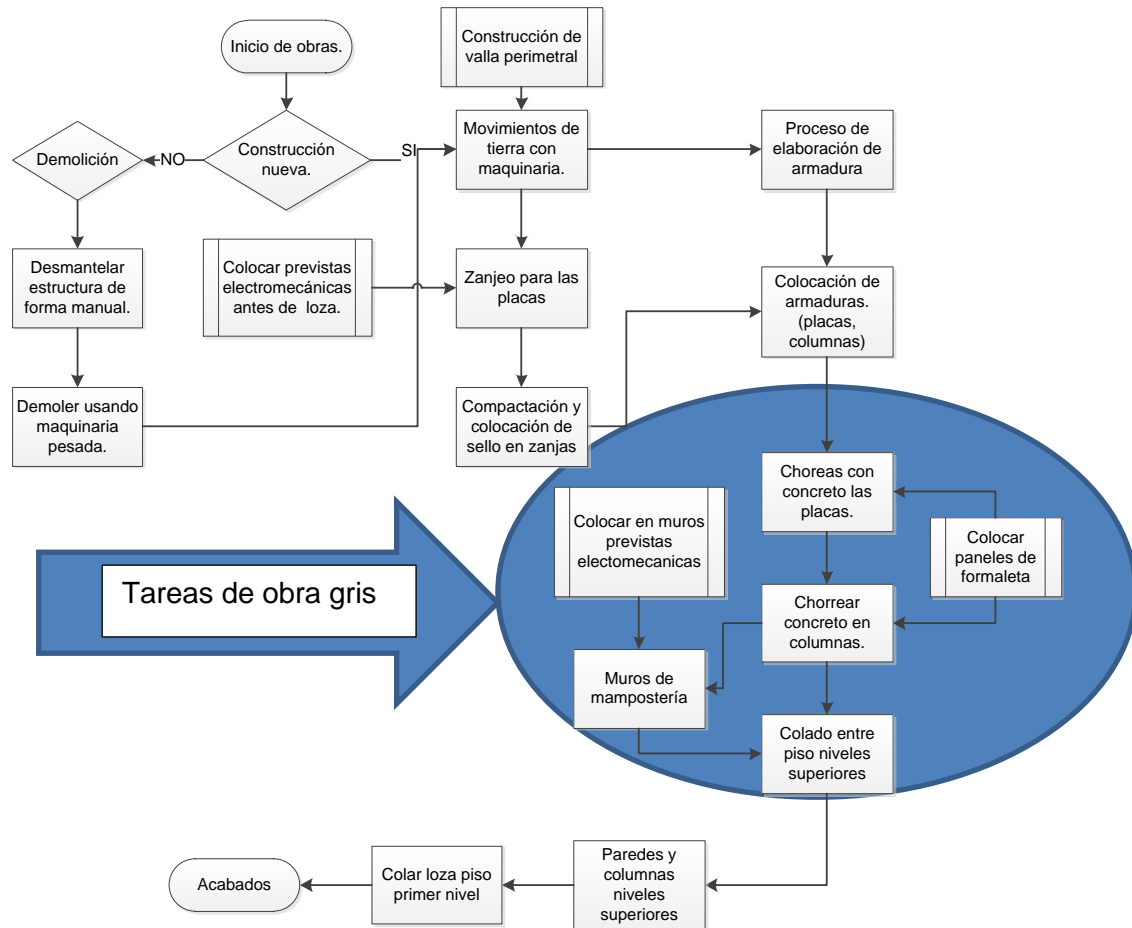 Inicio de obras.
Construcción de
valla perimetral
Demolición
NO
Construcción
nueva.
SI
Movimientos de
tierra con
maquinaria.
Proceso de
elaboración de
armadura
Desmantelar
estructura de
forma manual.
Colocar previstas
electromecánicas
antes de loza.
Zanjeo para las
placas
Colocación de
armaduras.
(placas,
columnas)
Demoler usando
maquinaria
pesada.
Compactación y
colocación de
sello en zanjas
Choreas con
concreto las
placas.
Colocar en muros
previstas
electomecanicas
Colocar
paneles de
formaleta
Tareas de obra gris
Chorrear
concreto en
columnas.
Muros de
mampostería
Colado entre
piso niveles
superiores
Acabados
Colar loza piso
primer nivel
Paredes y
columnas
niveles
superiores